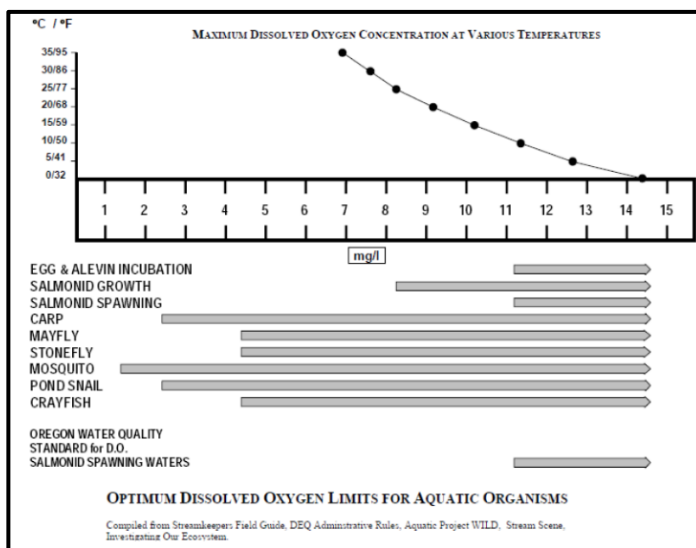 °C / °F
MAXIMUM DISSOLVED OXYGEN CONCENTRATION AT VARIOUS TEMPERATURES
35/95
30/86
25/77
20/68
15/59
10/50
5/41
0/32
1 2 3 4 5 6 7 8 9 10 11 12 13 14 15
mg/l
EGG & ALEVIN INCUBATION
SALMONID GROWTH
SALMONID SPAWNING
CARP
MAYFLY
STONEFLY
MOSQUITO
POND SNAIL
CRAYFISH
OREGON WATER QUALITY
STANDARD for D.O.
SALMONID SPAWNING WATERS
OPTIMUM DISSOLVED OXYGEN LIMITS FOR AQUATIC ORGANISMS
Compiled from Streamkeepers Field Guide, DEQ Adminstrative Rules, Aquatic Project WILD, Stream Scene,
Investigating Our Ecosystem.